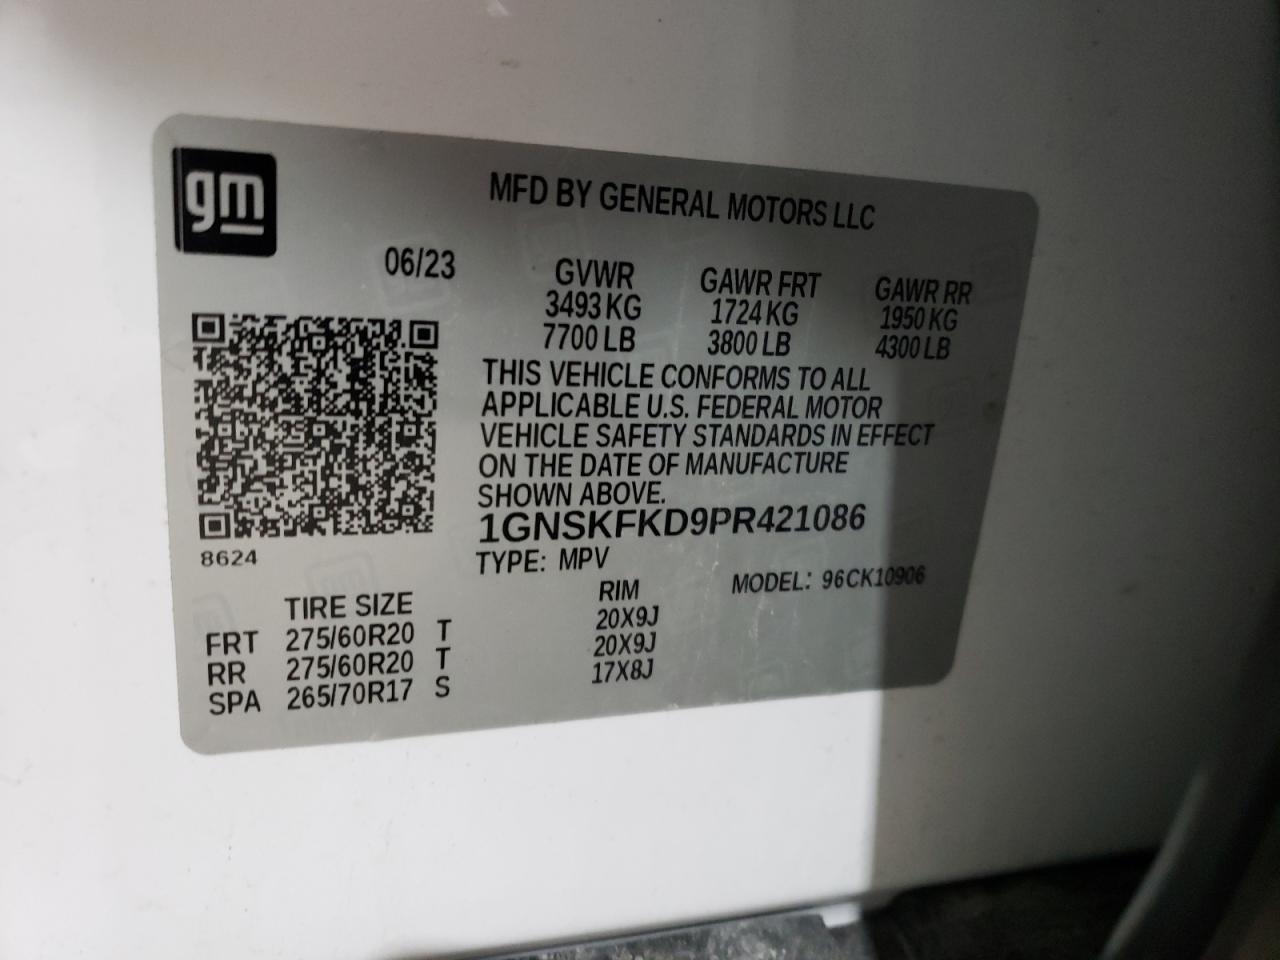 gm
MFD BY GENERAL MOTORS LLC
06/23
GVWR GAWR FRT GAWR RR
3493 KG 1724 KG 1950 KG
7700 LB 3800 LB 4300 LB
THIS VEHICLE CONFORMS TO ALL
APPLICABLE U.S. FEDERAL MOTOR
VEHICLE SAFETY STANDARDS IN EFFECT
ON THE DATE OF MANUFACTURE
SHOWN ABOVE.
1GNSKFKD9PR421086
8624
TYPE: MPV MODEL: 96CK10906
TIRE SIZE RIM
FRT 275/60R20 T 20X9J
RR 275/60R20 T 20X9J
SPA 265/70R17 S 17X8J